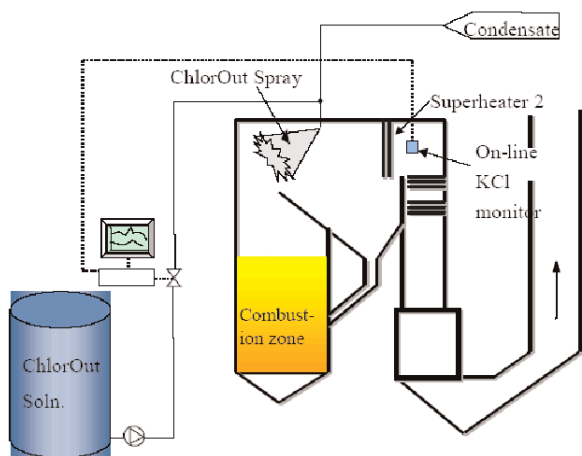 Condensate
ChlorOut Spray
Superheater 2
On-line
KCl
monitor
Combust-
ion zone
ChlorOut
Soln.